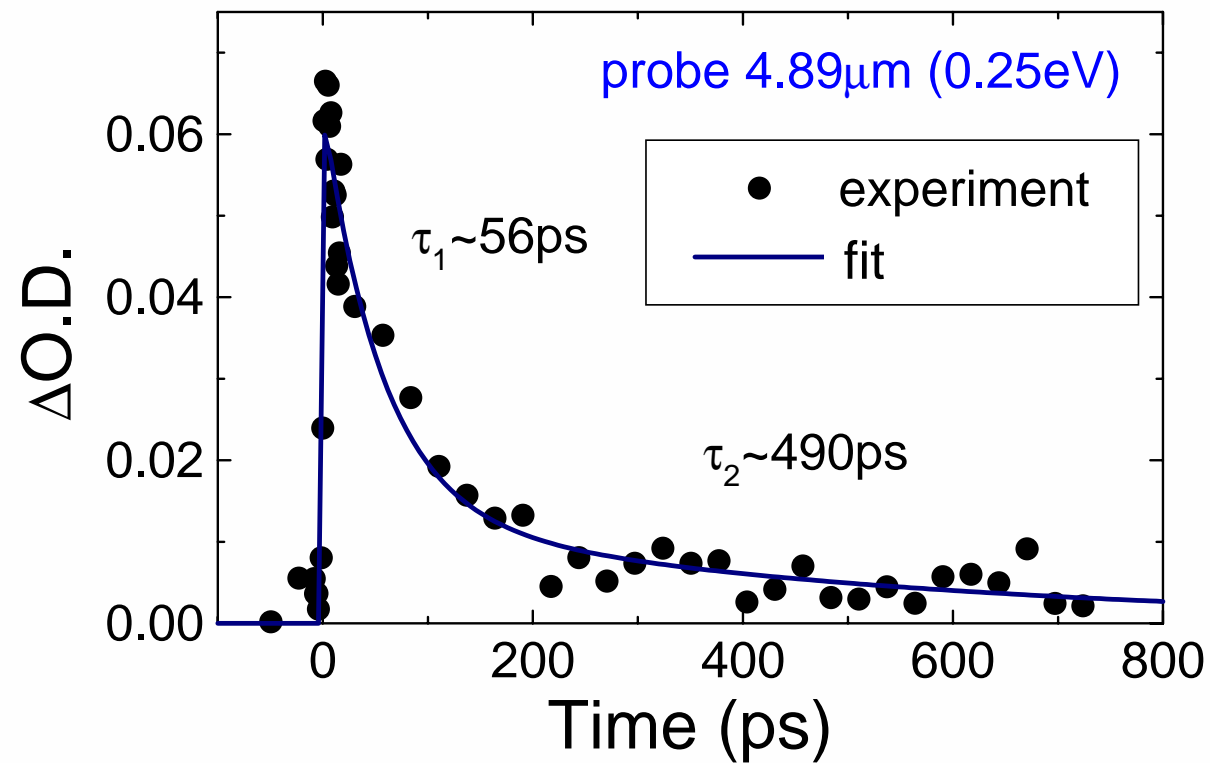 probe 4.89μm (0.25eV)
experiment
fit
τ₁~56ps
τ₂~490ps
ΔO.D.
0.06
0.04
0.02
0.00
0
200
400
600
800
Time (ps)